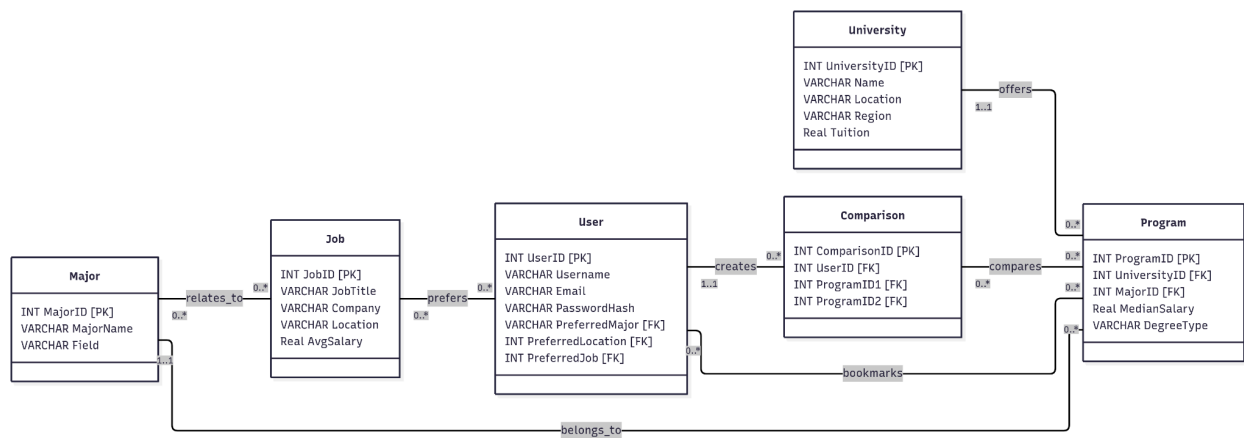 University
INT UniversityID [PK]
VARCHAR Name
VARCHAR Location
VARCHAR Region
Real Tuition
offers
1..1
0..*
Major
INT MajorID [PK]
VARCHAR MajorName
VARCHAR Field
relates_to
0..*
0..*
Job
INT JobID [PK]
VARCHAR JobTitle
VARCHAR Company
VARCHAR Location
Real AvgSalary
prefers
0..*
0..*
User
INT UserID [PK]
VARCHAR Username
VARCHAR Email
VARCHAR PasswordHash
VARCHAR PreferredMajor [FK]
INT PreferredLocation [FK]
INT PreferredJob [FK]
creates
1..1
0..*
Comparison
INT ComparisonID [PK]
INT UserID [FK]
INT ProgramID1 [FK]
INT ProgramID2 [FK]
compares
0..*
0..*
Program
INT ProgramID [PK]
INT UniversityID [FK]
INT MajorID [FK]
Real MedianSalary
VARCHAR DegreeType
0..*
bookmarks
0..*
1..1
belongs_to
0..*